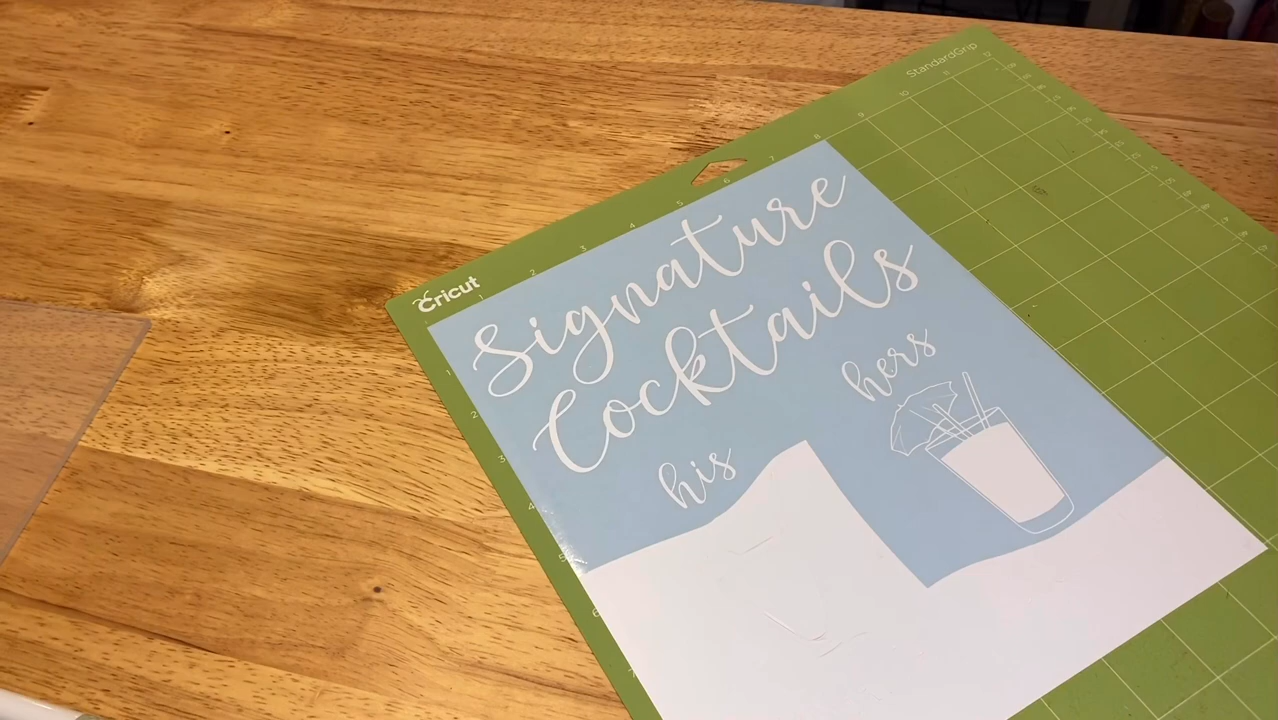 StandardGrip
Cricut
Signature
Cocktails
hers
his